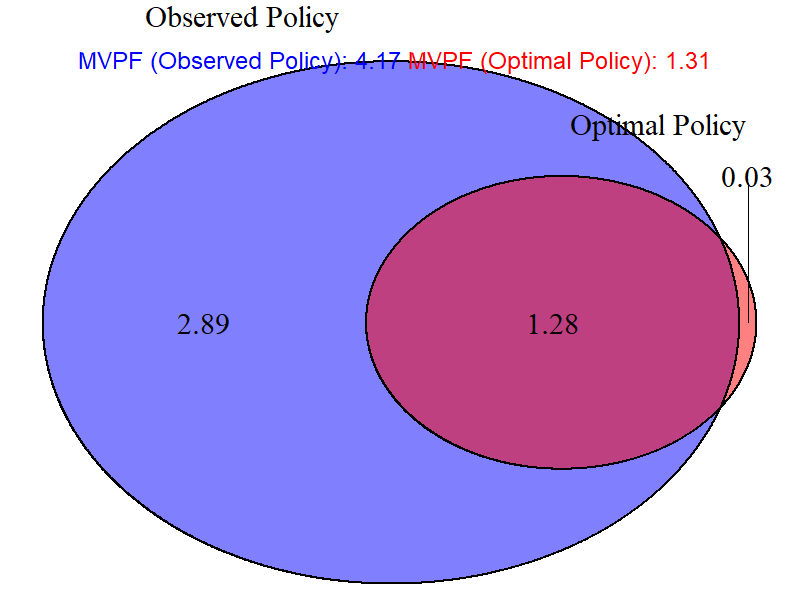 Observed Policy
MVPF (Observed Policy): 4.17
MVPF (Optimal Policy): 1.31
Optimal Policy
0.03
2.89
1.28